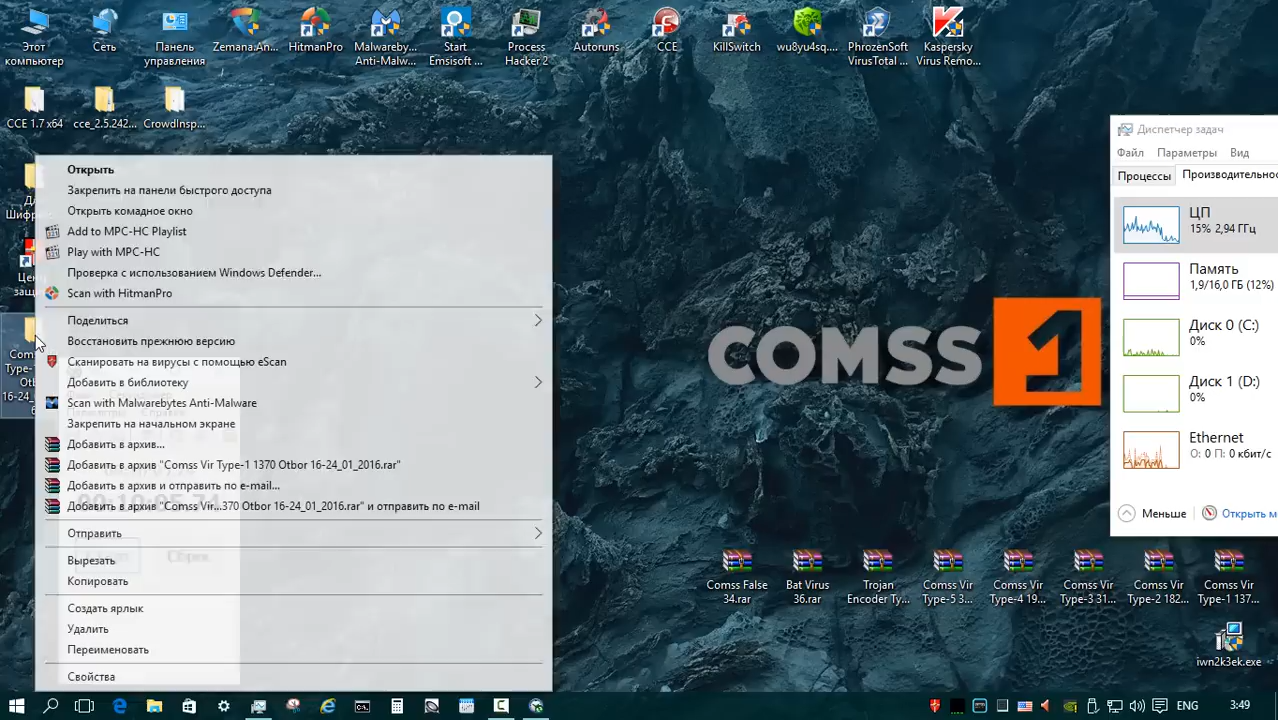 Этот
компьютер
Сеть
Панель
управления
Zemana.An...
HitmanPro
Malwareby...
Anti-Malw...
Start
Emsisoft ...
Process
Hacker 2
Autoruns
CCE
KillSwitch
wu8yu4sq....
PhrozenSoft
VirusTotal ...
Kaspersky
Virus Remo...
CCE 1.7 x64
cce_2.5.242...
CrowdInsp...
Открыть
Закрепить на панели быстрого доступа
Открыть комадное окно
Add to MPC-HC Playlist
Play with MPC-HC
Проверка с использованием Windows Defender...
Scan with HitmanPro
Поделиться
Восстановить прежнюю версию
Сканировать на вирусы с помощью eScan
Добавить в библиотеку
Scan with Malwarebytes Anti-Malware
Закрепить на начальном экране
Добавить в архив...
Добавить в архив "Comss Vir Type-1 1370 Otbor 16-24_01_2016.rar"
Добавить в архив и отправить по e-mail...
Добавить в архив "Comss Vir...370 Otbor 16-24_01_2016.rar" и отправить по e-mail
Отправить
Вырезать
Копировать
Создать ярлык
Удалить
Переименовать
Свойства
COMSS 1
Диспетчер задач
Файл Параметры Вид
Процессы Производительнос
ЦП
15% 2,94 ГГц
Память
1,9/16,0 ГБ (12%)
Диск 0 (C:)
0%
Диск 1 (D:)
0%
Ethernet
О: 0 П: 0 кбит/с
Меньше
Открыть м
Comss False
34.rar
Bat Virus
36.rar
Trojan
Encoder Ty...
Comss Vir
Type-5 3...
Comss Vir
Type-4 19...
Comss Vir
Type-3 31...
Comss Vir
Type-2 182...
Comss Vir
Type-1 137...
iwn2k3ek.exe
ENG
3:49